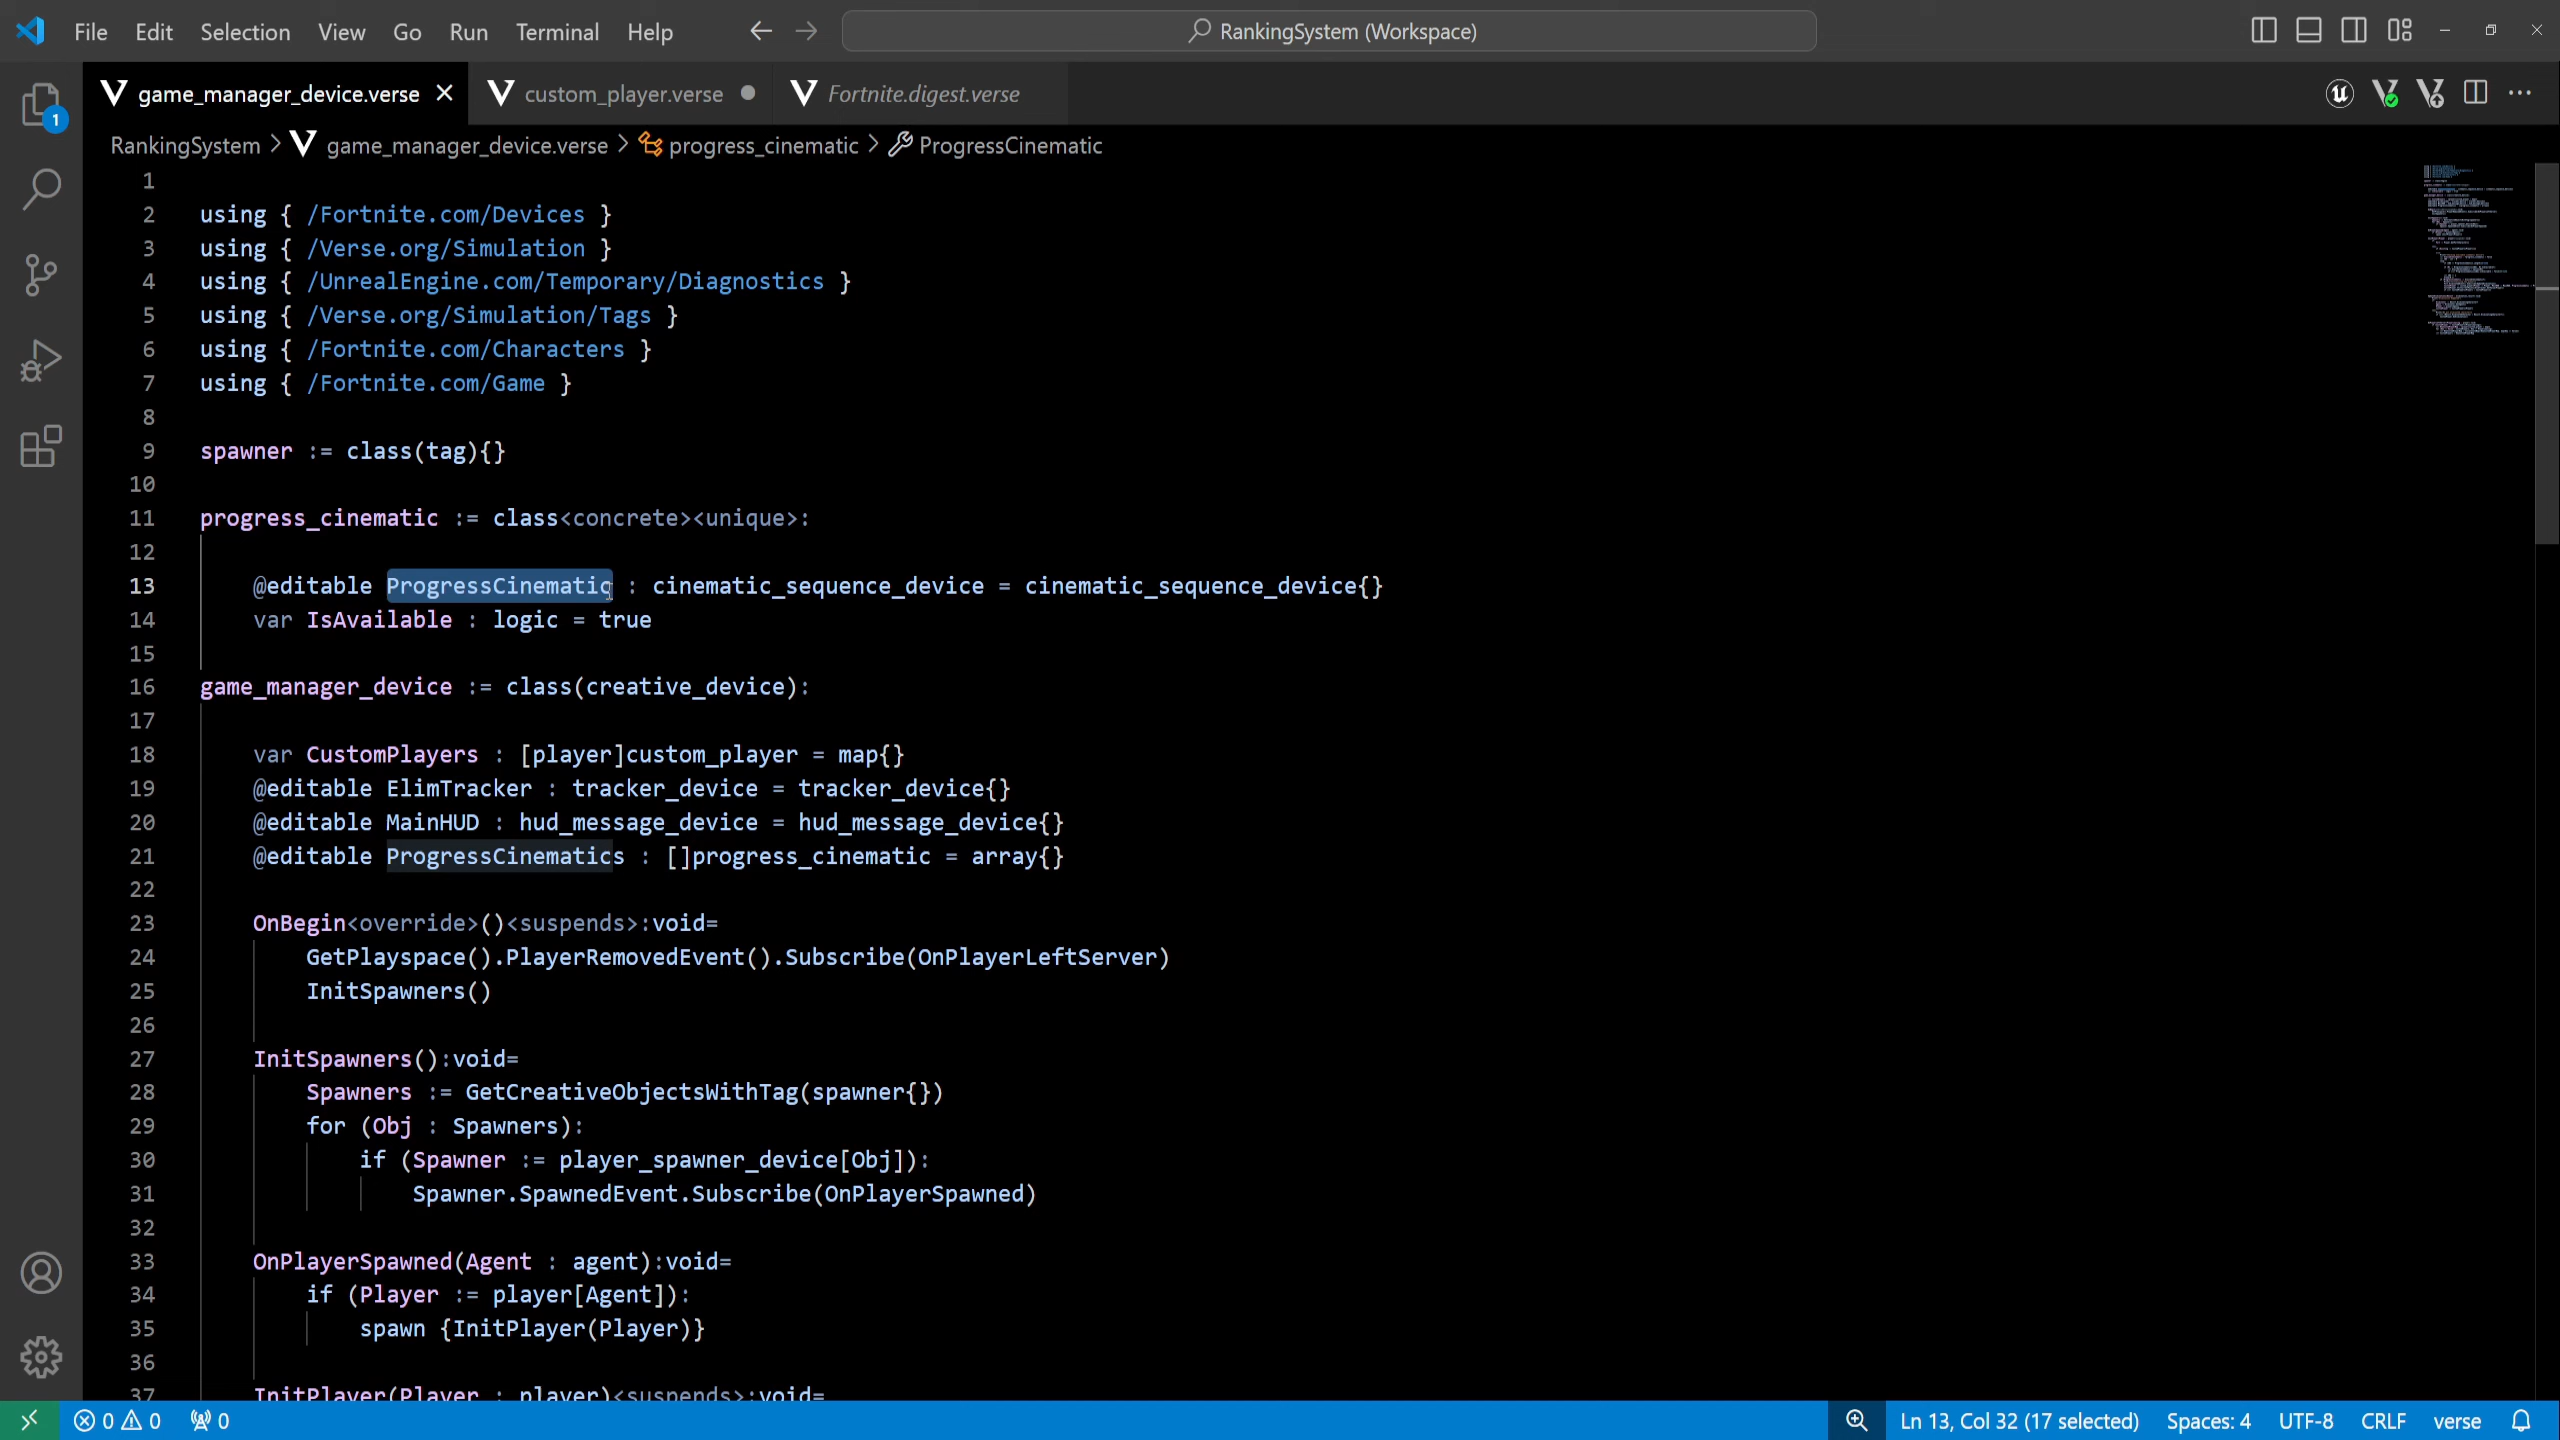 File Edit Selection View Go Run Terminal Help RankingSystem (Workspace)
game_manager_device.verse custom_player.verse Fortnite.digest.verse
RankingSystem > game_manager_device.verse > progress_cinematic > ProgressCinematic
1
2 using { /Fortnite.com/Devices }
3 using { /Verse.org/Simulation }
4 using { /UnrealEngine.com/Temporary/Diagnostics }
5 using { /Verse.org/Simulation/Tags }
6 using { /Fortnite.com/Characters }
7 using { /Fortnite.com/Game }
8
9 spawner := class(tag){}
10
11 progress_cinematic := class<concrete><unique>:
12
13 @editable ProgressCinematic : cinematic_sequence_device = cinematic_sequence_device{}
14 var IsAvailable : logic = true
15
16 game_manager_device := class(creative_device):
17
18 var CustomPlayers : [player]custom_player = map{}
19 @editable ElimTracker : tracker_device = tracker_device{}
20 @editable MainHUD : hud_message_device = hud_message_device{}
21 @editable ProgressCinematics : []progress_cinematic = array{}
22
23 OnBegin<override>()<suspends>:void=
24 GetPlayspace().PlayerRemovedEvent().Subscribe(OnPlayerLeftServer)
25 InitSpawners()
26
27 InitSpawners():void=
28 Spawners := GetCreativeObjectsWithTag(spawner{})
29 for (Obj : Spawners):
30 if (Spawner := player_spawner_device[Obj]):
31 Spawner.SpawnedEvent.Subscribe(OnPlayerSpawned)
32
33 OnPlayerSpawned(Agent : agent):void=
34 if (Player := player[Agent]):
35 spawn {InitPlayer(Player)}
36
37 InitPlayer(Player : player)<suspends>:void=
1
0 0 0 Ln 13, Col 32 (17 selected) Spaces: 4 UTF-8 CRLF verse